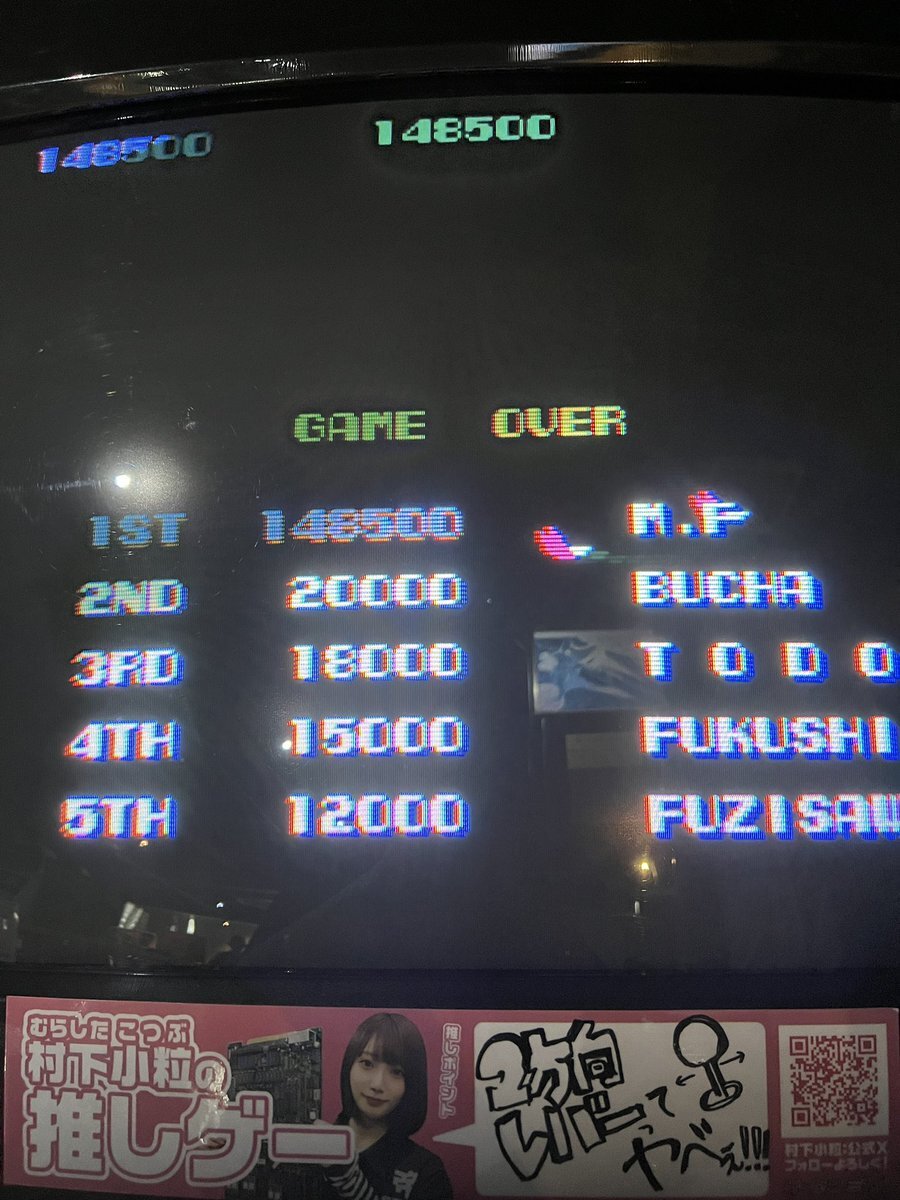 148500 148500
GAME OVER
1ST 148500 M.P
2ND 20000 BUCHA
3RD 18000 T O D O
4TH 15000 FUKUSHI
5TH 12000 FUZISAW
むらした こつぶ
村下小粒の
推しゲー
推しポイント
2方向
レバーって
やべぇ!!!
村下小粒:公式X
フォローよろしく!